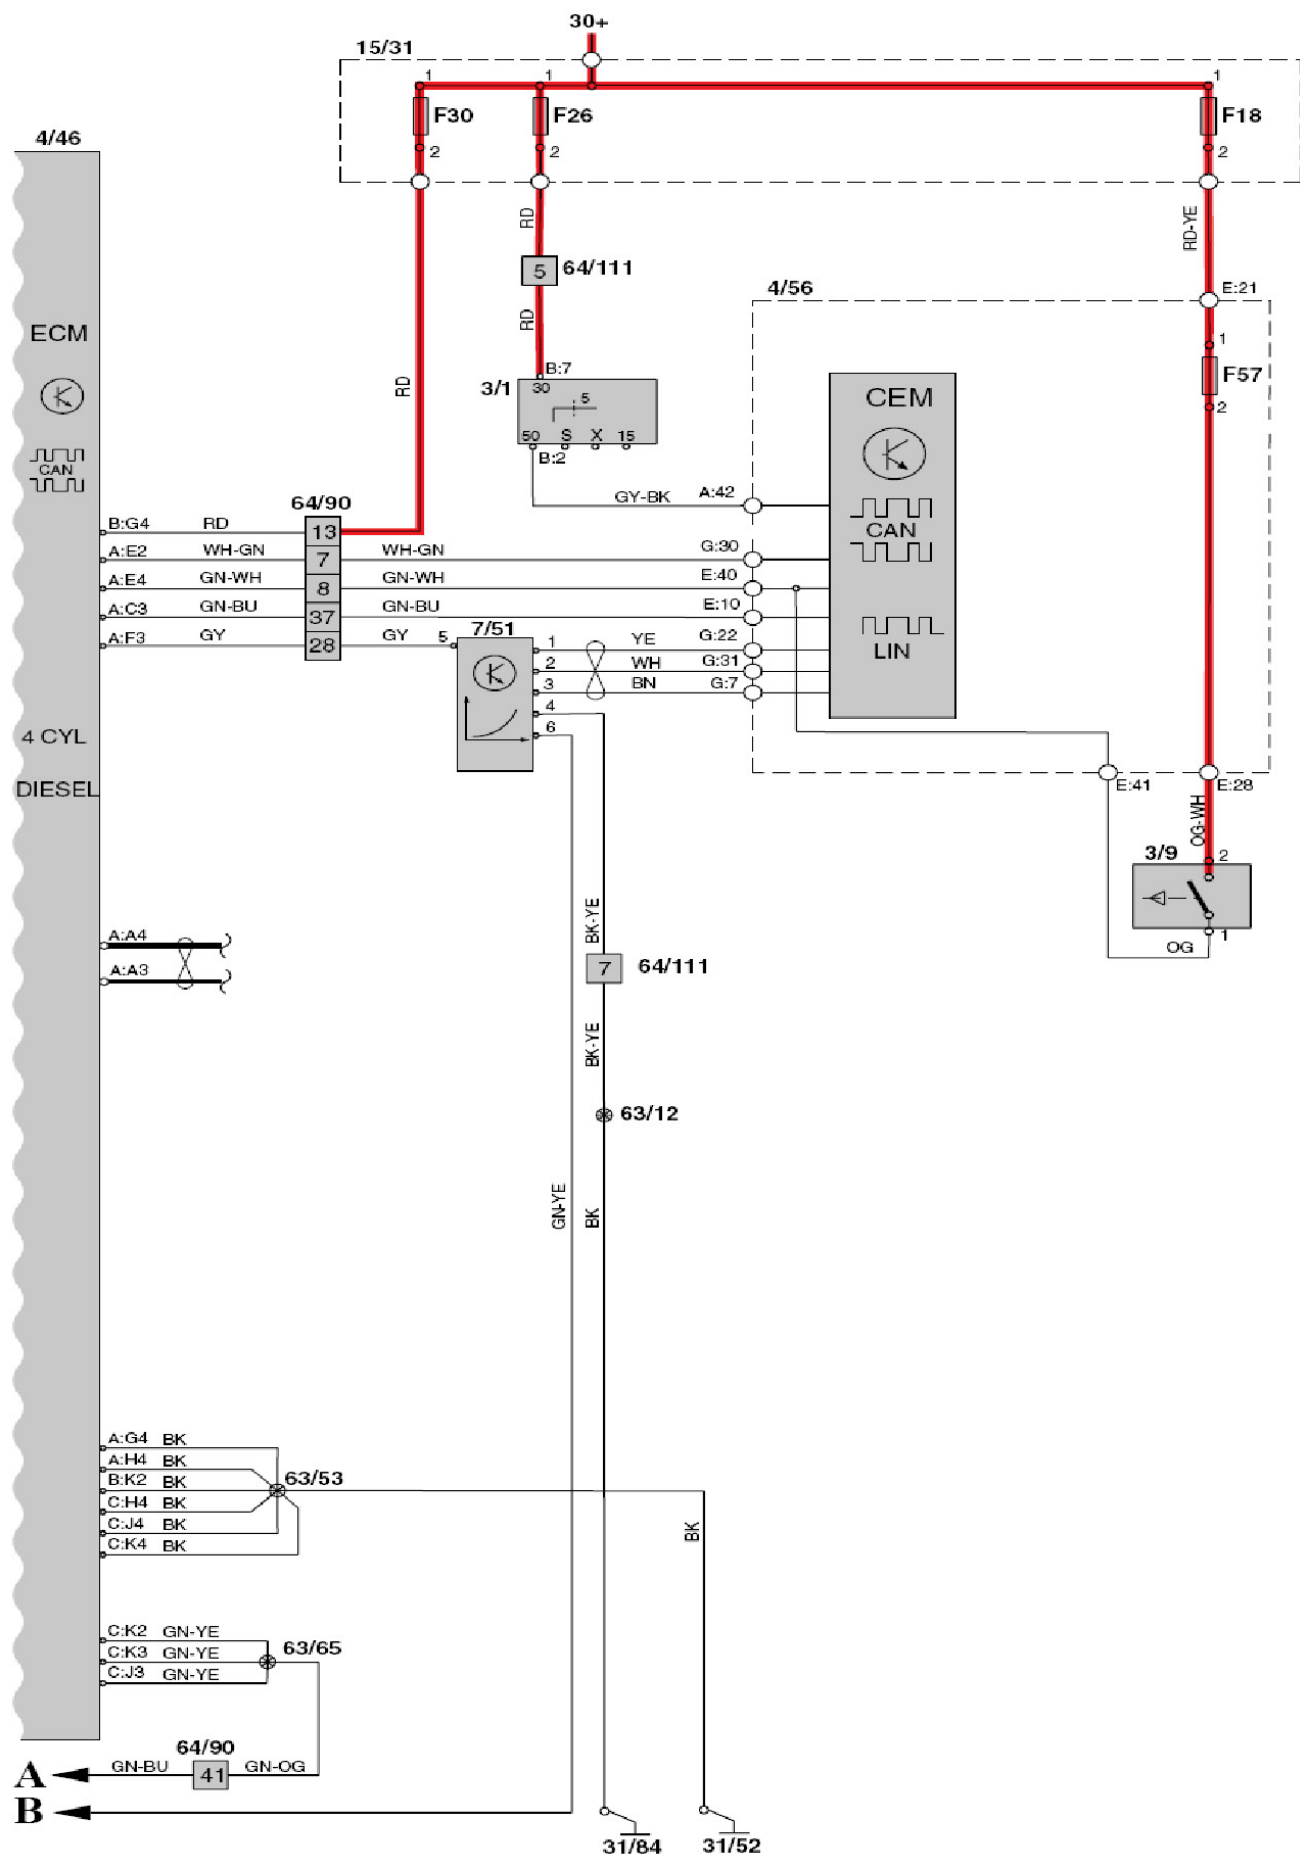 30+
15/31
1 1 1
F30 F26 F18
2 2 2
4/46
RD RD-YE
5 64/111
4/56 E:21
RD
1
ECM
F57
2
B:7
3/1 30
5
CEM
RD
50 S X 15
B:2
CAN
GY-BK A:42
CAN
64/90
B:G4 RD 13
A:E2 WH-GN 7 WH-GN G:30
A:E4 GN-WH 8 GN-WH E:40
A:C3 GN-BU 37 GN-BU E:10
A:F3 GY 28 GY 5 7/51
1 YE G:22
2 WH G:31
3 BN G:7
LIN
4
6
4 CYL
DIESEL
E:41 E:28
OG-WH
3/9 2
1
OG
BK-YE
A:A4
A:A3
7 64/111
BK-YE
63/12
GN-YE BK
A:G4 BK
A:H4 BK
B:K2 BK 63/53
C:H4 BK
C:J4 BK
C:K4 BK
BK
C:K2 GN-YE
C:K3 GN-YE 63/65
C:J3 GN-YE
64/90
A GN-BU 41 GN-OG
B
31/84 31/52